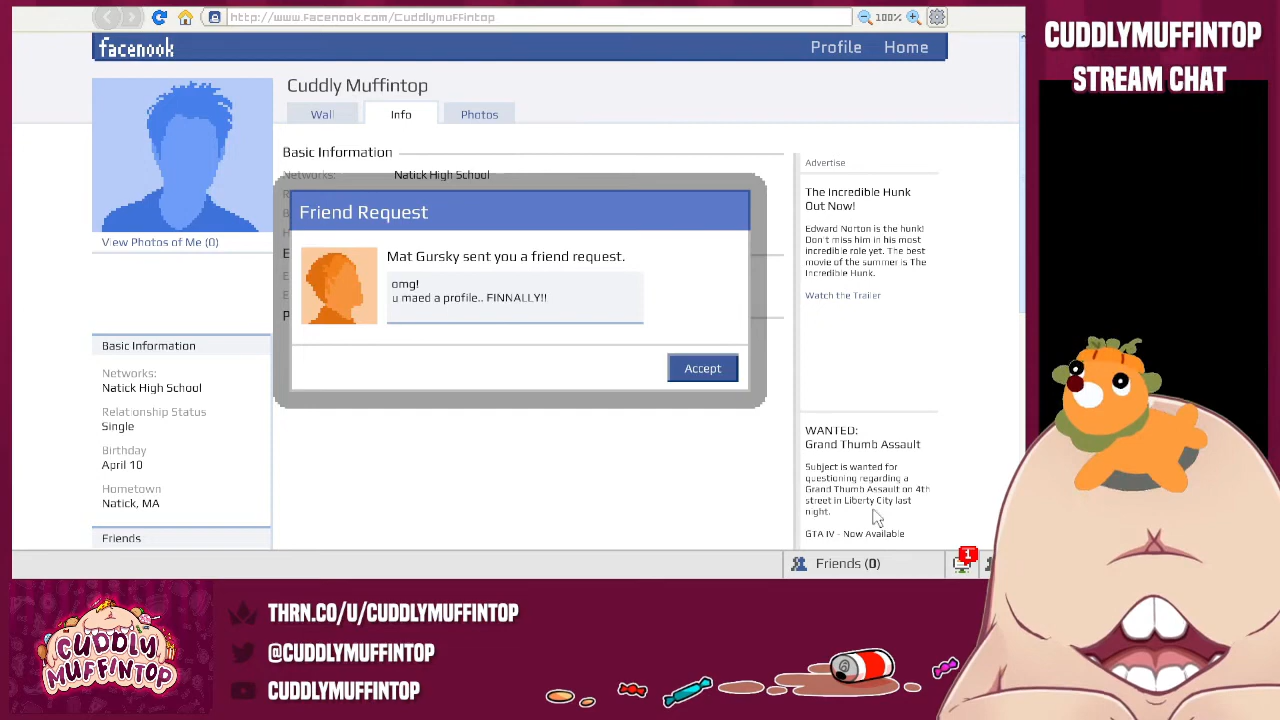 http://www.Facenook.com/Cuddlymuffintop
100%
facenook
Profile
Home
Cuddly Muffintop
Wall
Info
Photos
Basic Information
Networks:
Natick High School
View Photos of Me (0)
Friend Request
Mat Gursky sent you a friend request.
omg!
u maed a profile.. FINNALLY!!
Accept
Basic Information
Networks:
Natick High School
Relationship Status
Single
Birthday
April 10
Hometown
Natick, MA
Friends
Advertise
The Incredible Hunk
Out Now!
Edward Norton is the hunk!
Don't miss him in his most
incredible role yet. The best
movie of the summer is The
Incredible Hunk.
Watch the Trailer
WANTED:
Grand Thumb Assault
Subject is wanted for
questioning regarding a
Grand Thumb Assault on 4th
street in Liberty City last
night.
GTA IV - Now Available
Friends (0)
1
CUDDLYMUFFINTOP
STREAM CHAT
CUDDLY
MUFFINTOP
THRN.CO/U/CUDDLYMUFFINTOP
@CUDDLYMUFFINTOP
CUDDLYMUFFINTOP